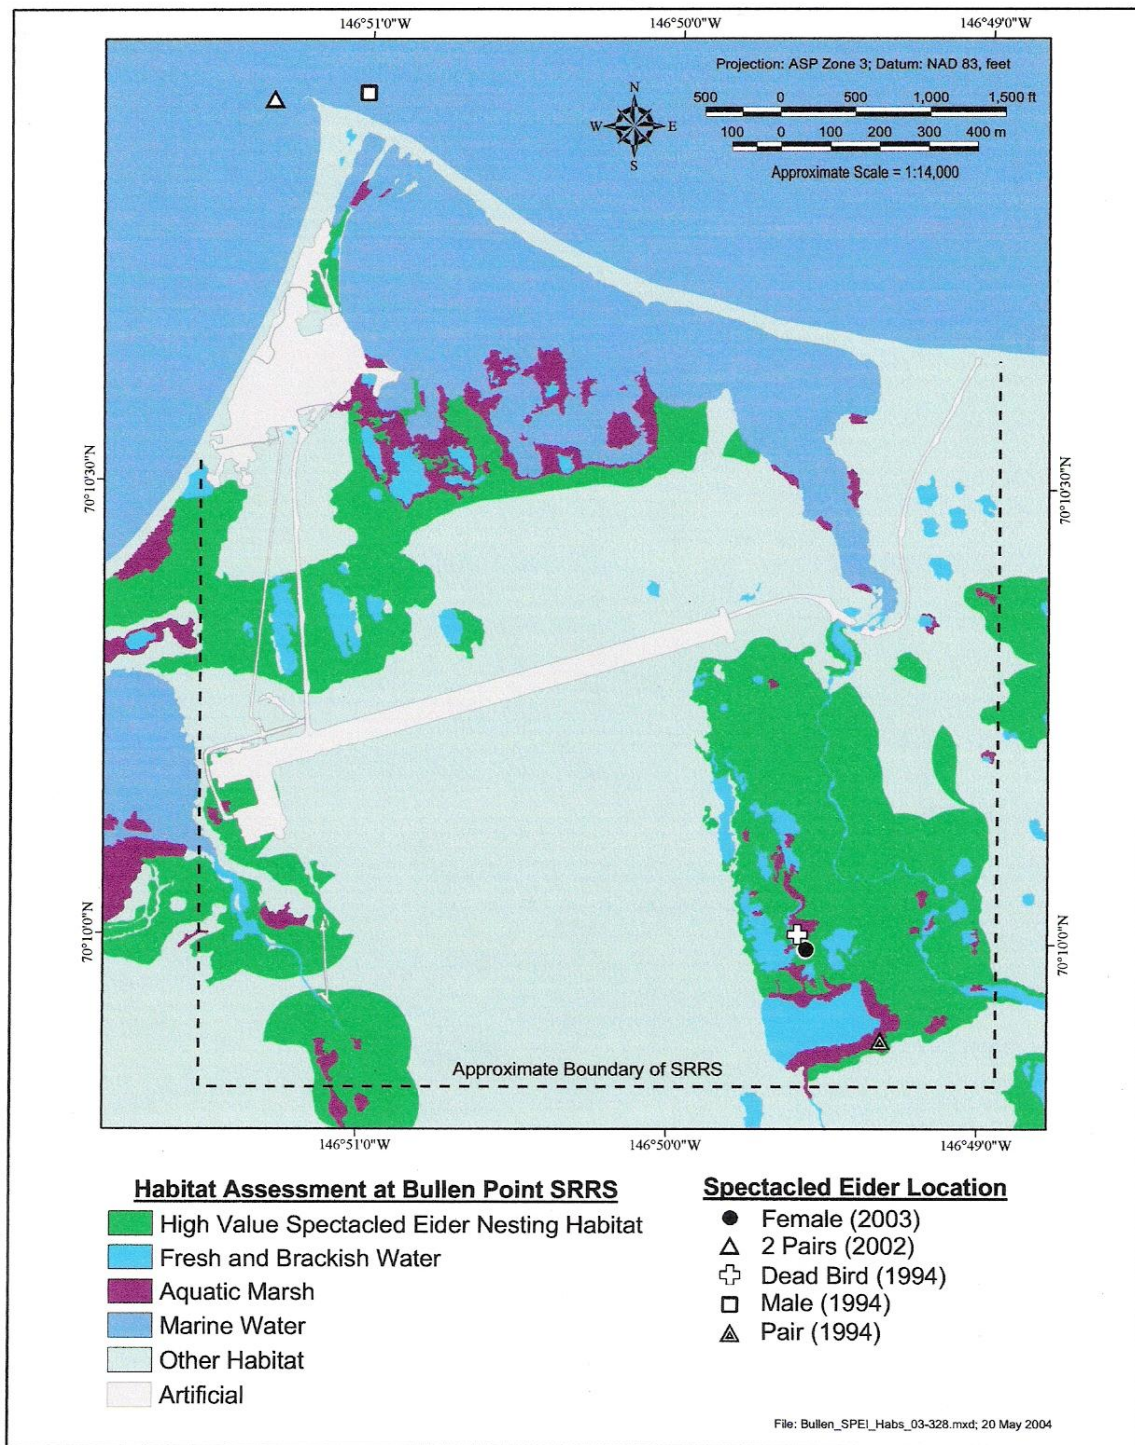 146°51'0"W 146°50'0"W 146°49'0"W
Projection: ASP Zone 3; Datum: NAD 83, feet
500 0 500 1,000 1,500 ft
100 0 100 200 300 400 m
Approximate Scale = 1:14,000
N
W E
S
70°10'30"N 70°10'30"N
70°10'0"N 70°10'0"N
Approximate Boundary of SRRS
146°51'0"W 146°50'0"W 146°49'0"W
Habitat Assessment at Bullen Point SRRS
High Value Spectacled Eider Nesting Habitat
Fresh and Brackish Water
Aquatic Marsh
Marine Water
Other Habitat
Artificial
Spectacled Eider Location
Female (2003)
2 Pairs (2002)
Dead Bird (1994)
Male (1994)
Pair (1994)
File: Bullen_SPEI_Habs_03-328.mxd; 20 May 2004